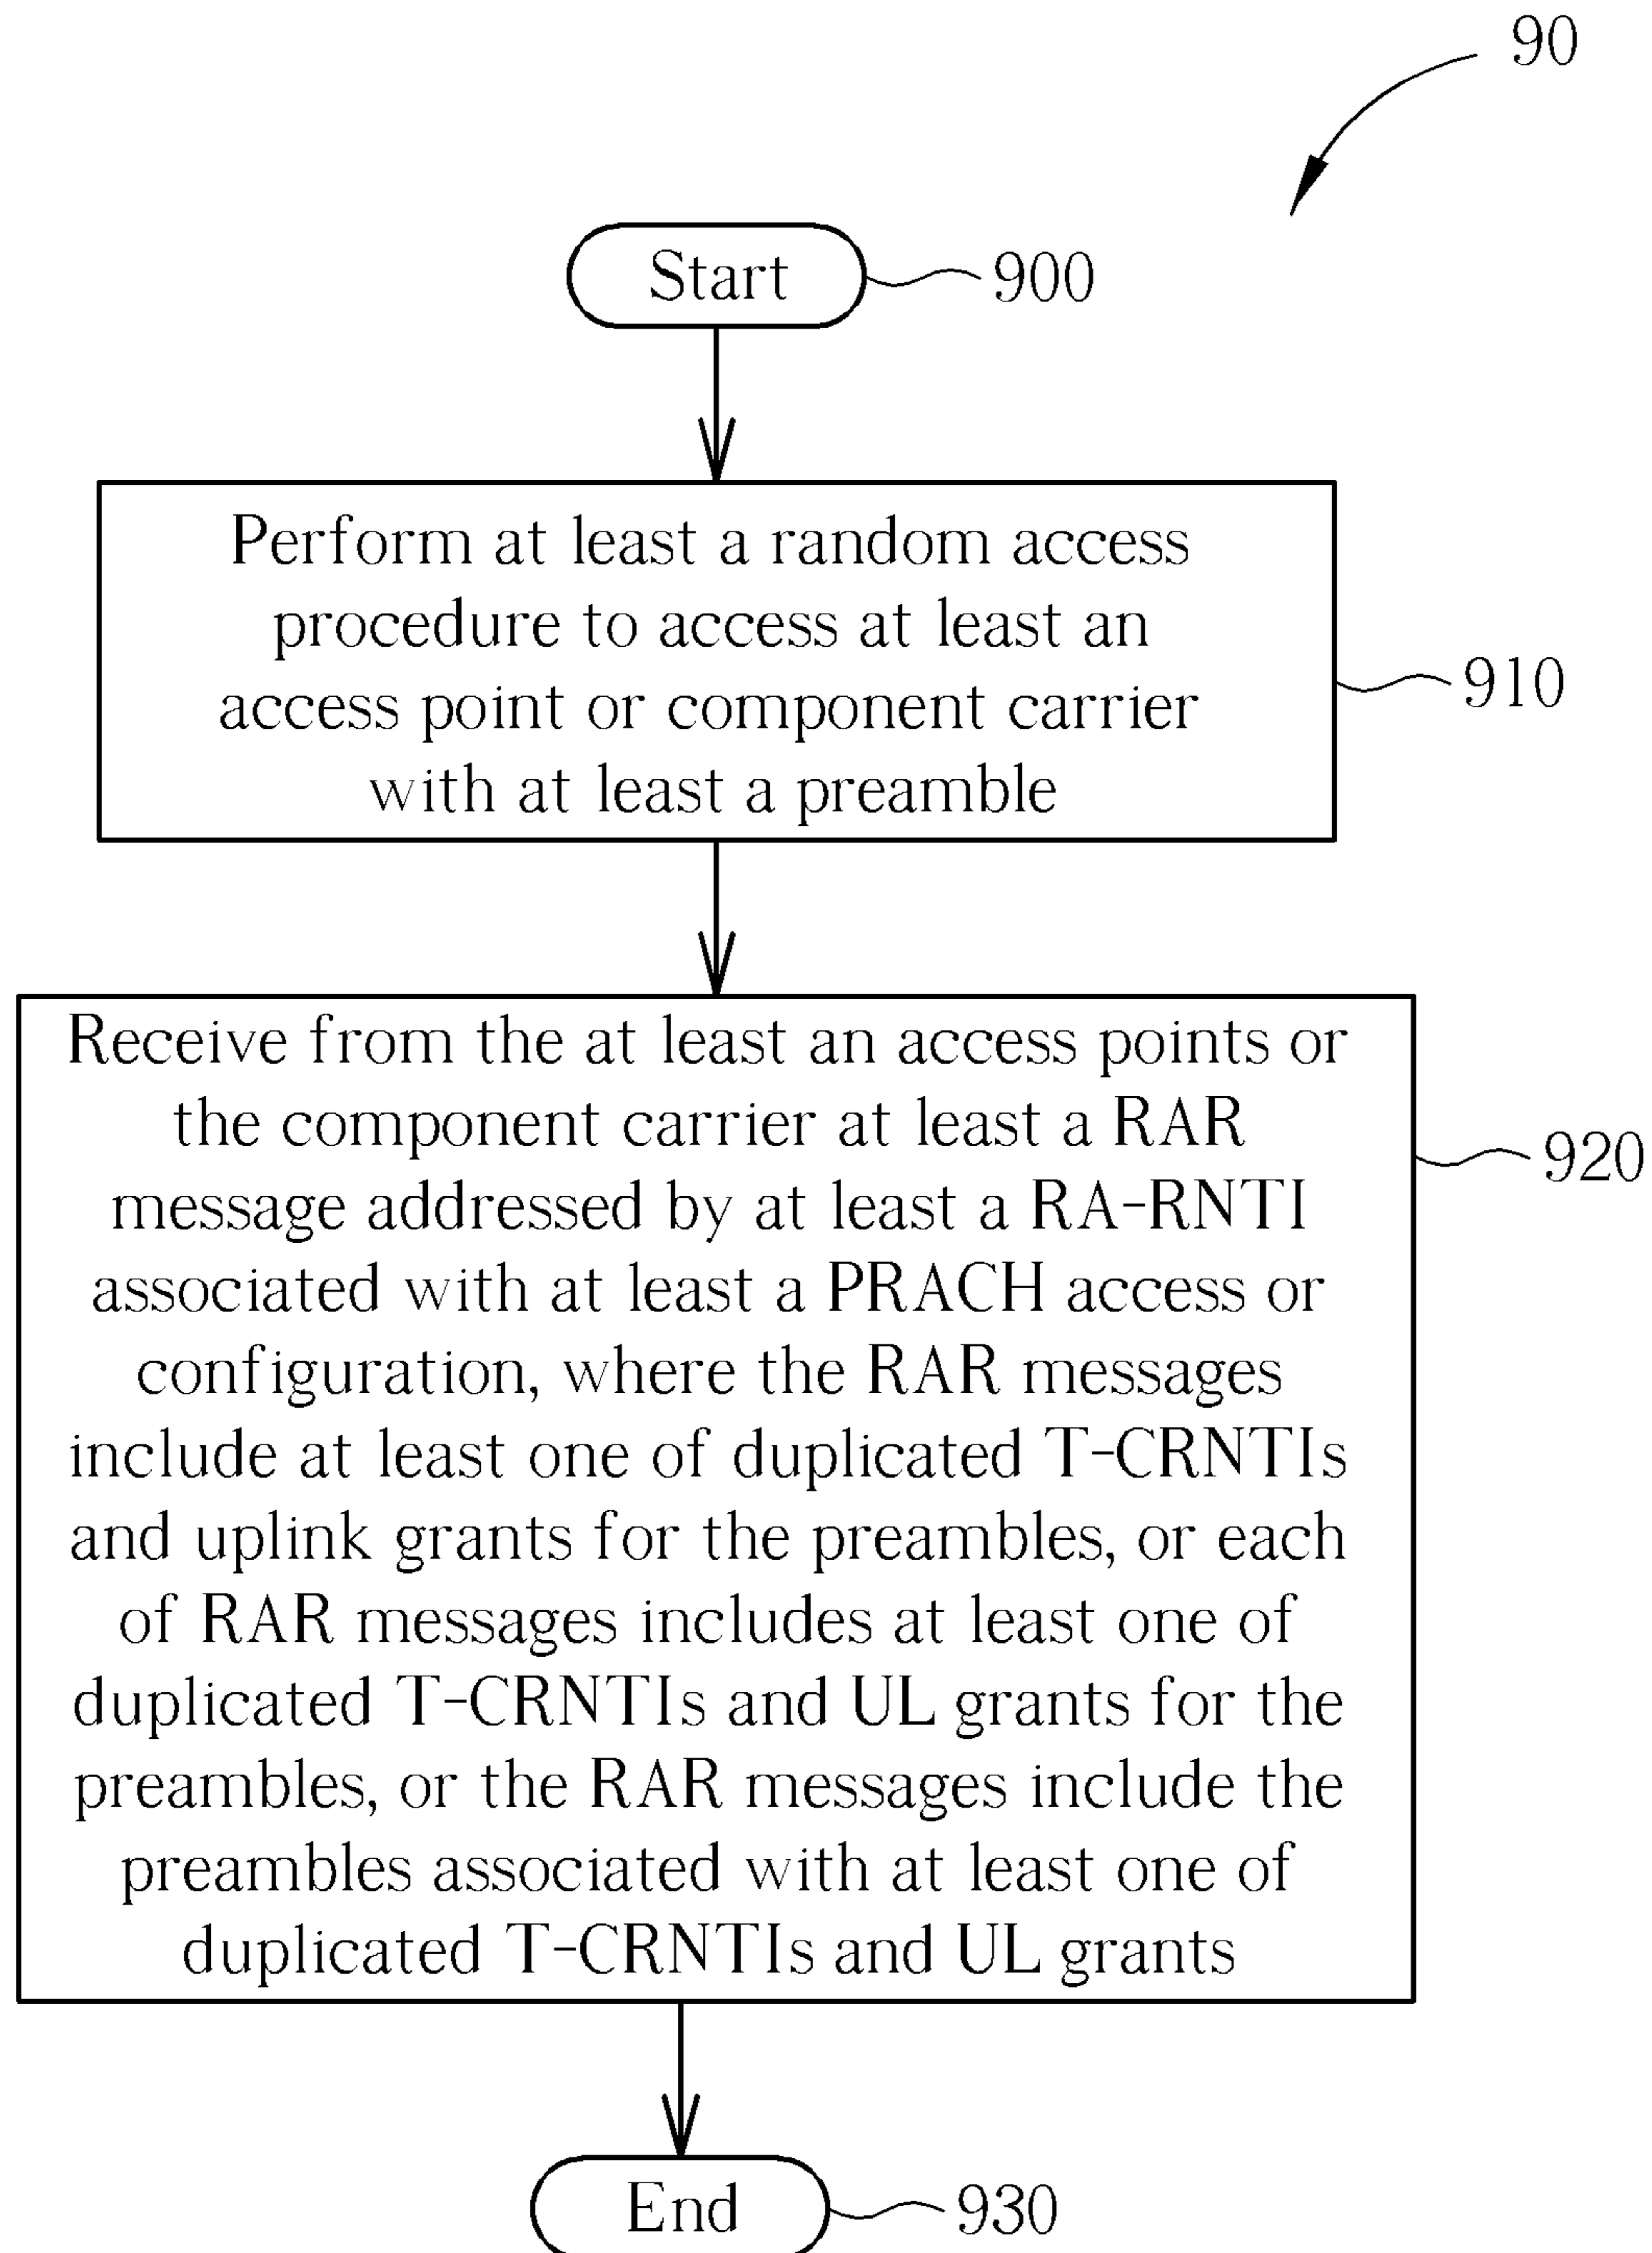 90
Start
900
Perform at least a random access
procedure to access at least an
access point or component carrier
with at least a preamble
910
Receive from the at least an access points or
the component carrier at least a RAR
message addressed by at least a RA-RNTI
associated with at least a PRACH access or
configuration, where the RAR messages
include at least one of duplicated T-CRNTIs
and uplink grants for the preambles, or each
of RAR messages includes at least one of
duplicated T-CRNTIs and UL grants for the
preambles, or the RAR messages include the
preambles associated with at least one of
duplicated T-CRNTIs and UL grants
920
End
930